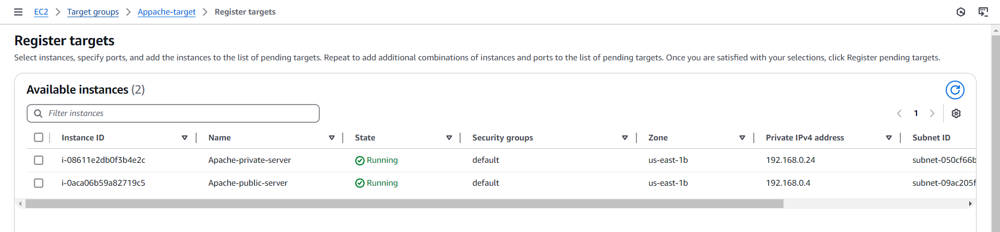 EC2 > Target groups > Appache-target > Register targets
Register targets
Select instances, specify ports, and add the instances to the list of pending targets. Repeat to add additional combinations of instances and ports to the list of pending targets. Once you are satisfied with your selections, click Register pending targets.
Available instances (2)
Filter instances
1
Instance ID Name State Security groups Zone Private IPv4 address Subnet ID
i-08611e2db0f3b4e2c Apache-private-server Running default us-east-1b 192.168.0.24 subnet-050cf66b
i-0aca06b59a82719c5 Apache-public-server Running default us-east-1b 192.168.0.4 subnet-09ac205f